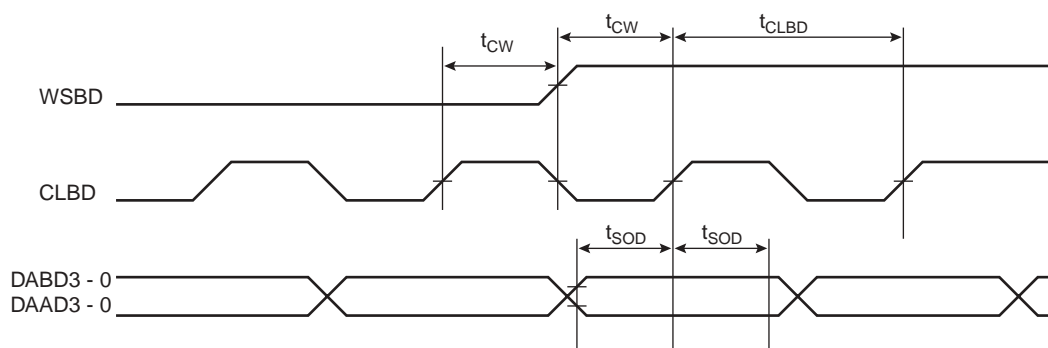 tCW
tCW
tCLBD
WSBD
CLBD
tSOD
tSOD
DABD3 - 0
DAAD3 - 0